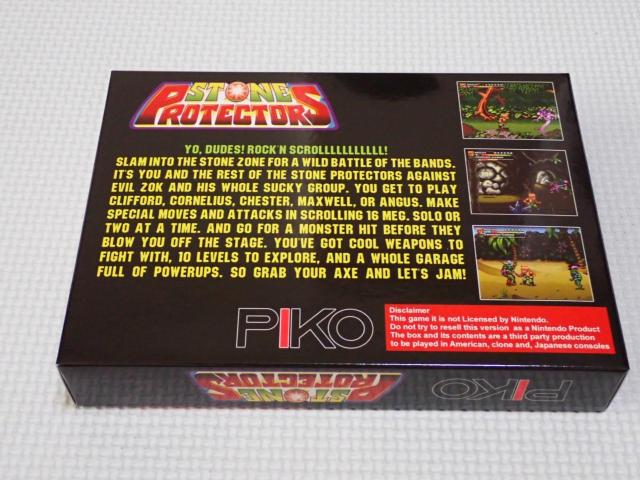 STONE
PROTECTORS
YO, DUDES! ROCK'N SCROLLLLLLLLLLL!
SLAM INTO THE STONE ZONE FOR A WILD BATTLE OF THE BANDS.
IT'S YOU AND THE REST OF THE STONE PROTECTORS AGAINST
EVIL ZOK AND HIS WHOLE SUCKY GROUP. YOU GET TO PLAY
CLIFFORD, CORNELIUS, CHESTER, MAXWELL, OR ANGUS. MAKE
SPECIAL MOVES AND ATTACKS IN SCROLLING 16 MEG. SOLO OR
TWO AT A TIME. AND GO FOR A MONSTER HIT BEFORE THEY
BLOW YOU OFF THE STAGE. YOU'VE GOT COOL WEAPONS TO
FIGHT WITH, 10 LEVELS TO EXPLORE, AND A WHOLE GARAGE
FULL OF POWERUPS. SO GRAB YOUR AXE AND LET'S JAM!
PIKO
Disclaimer
This game it is not Licensed by Nintendo.
Do not try to resell this version as a Nintendo Product
The box and its contents are a third party production
to be played in American, clone and, Japanese consoles
STONE
PROTECTORS
PIKO